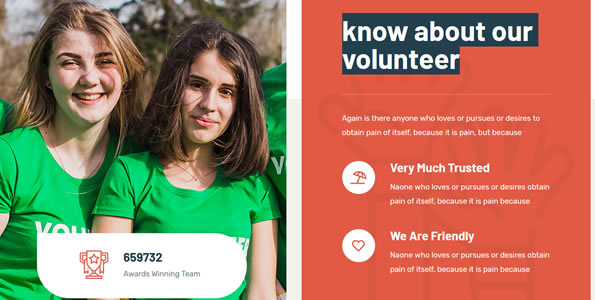 know about our
volunteer
Again is there anyone who loves or pursues or desires to
obtain pain of itself, because it is pain, but because
Very Much Trusted
Naone who loves or pursues or desires obtain
pain of itself, because it is pain because
We Are Friendly
Naone who loves or pursues or desires obtain
pain of itself, because it is pain because
659732
Awards Winning Team